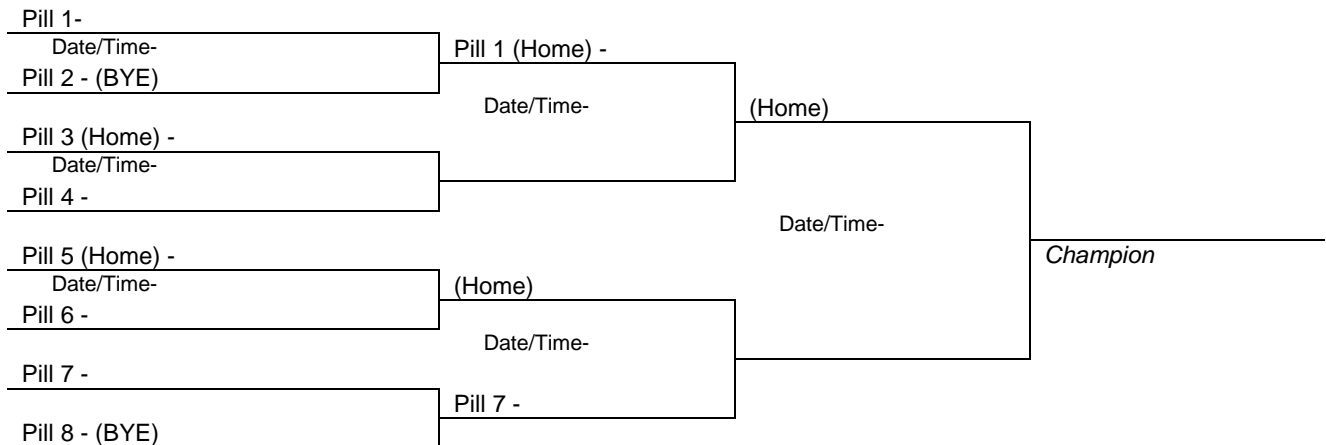 Pill 1-
Date/Time-
Pill 2 - (BYE)
Pill 3 (Home) -
Date/Time-
Pill 4 -
Pill 5 (Home) -
Date/Time-
Pill 6 -
Pill 7 -
Pill 8 - (BYE)
Pill 1 (Home) -
Date/Time-
(Home)
Date/Time-
Pill 7 -
(Home)
Date/Time-
Champion